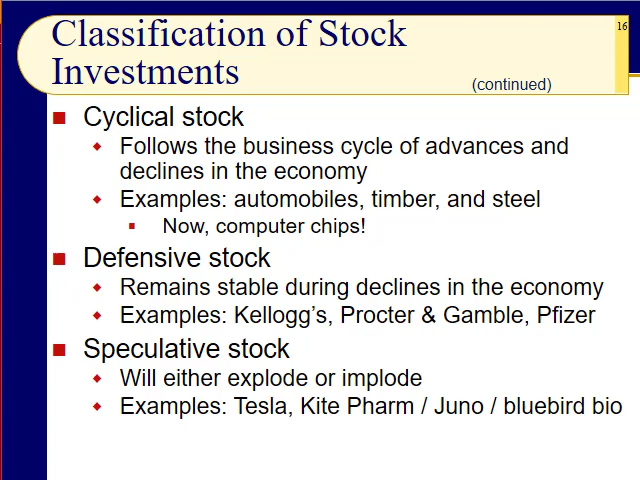 Classification of Stock
Investments
(continued)
16
Cyclical stock
Follows the business cycle of advances and
declines in the economy
Examples: automobiles, timber, and steel
Now, computer chips!
Defensive stock
Remains stable during declines in the economy
Examples: Kellogg’s, Procter & Gamble, Pfizer
Speculative stock
Will either explode or implode
Examples: Tesla, Kite Pharm / Juno / bluebird bio